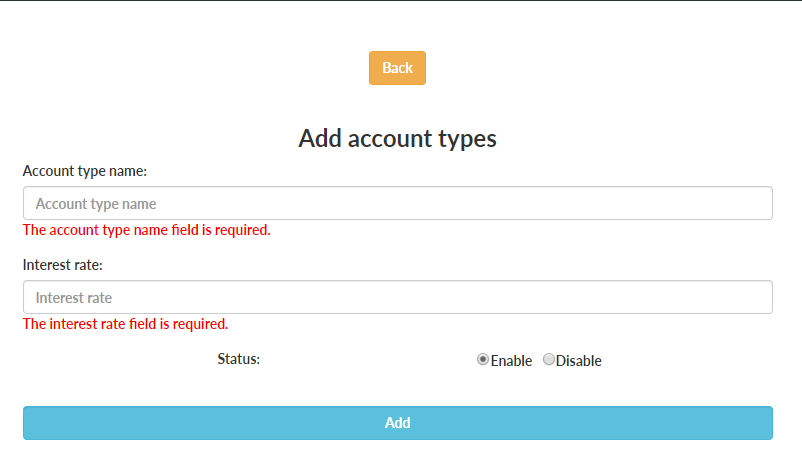 Back
Add account types
Account type name:
Account type name
The account type name field is required.
Interest rate:
Interest rate
The interest rate field is required.
Status: Enable Disable
Add